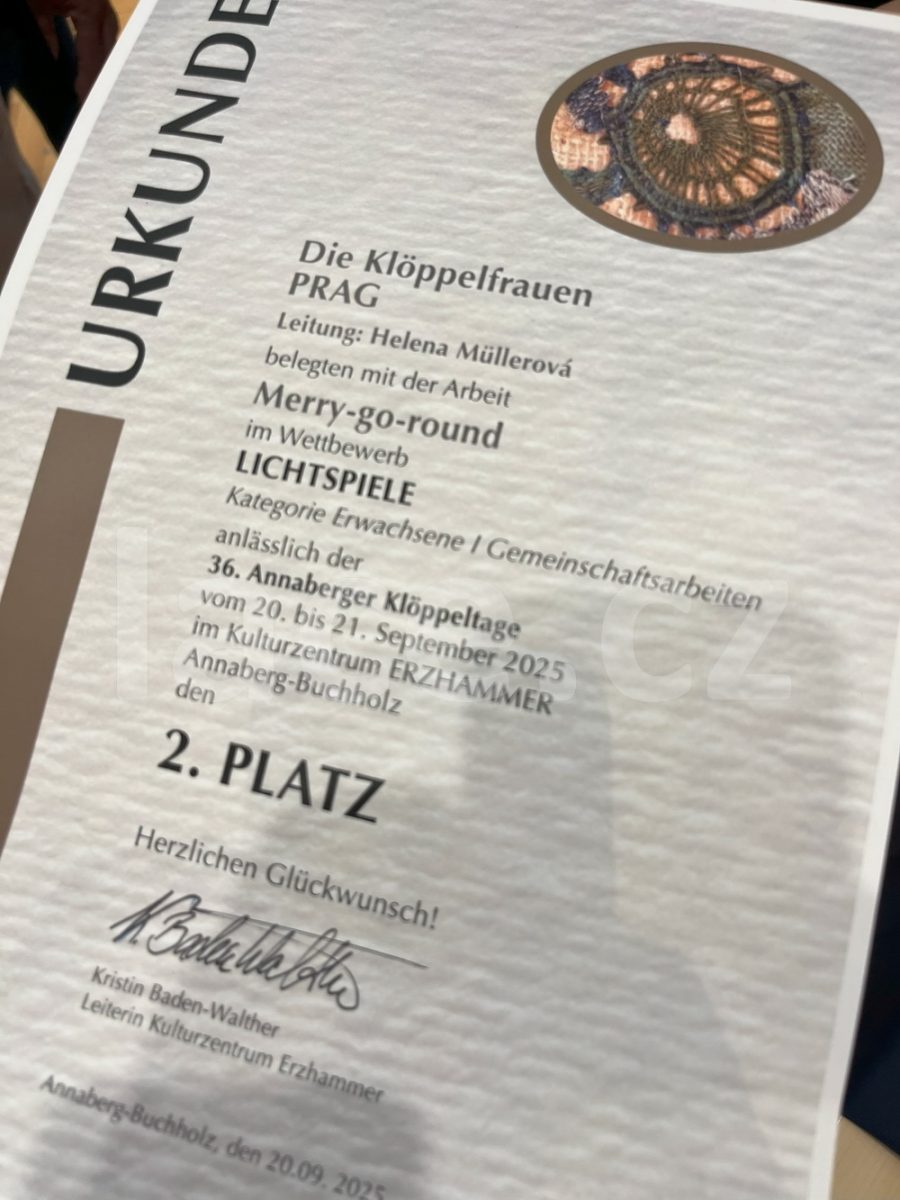 URKUNDE
Die Klöppelfrauen
PRAG
Leitung: Helena Müllerová
belegten mit der Arbeit
Merry-go-round
im Wettbewerb
LICHTSPIELE
Kategorie Erwachsene / Gemeinschaftsarbeiten
anlässlich der
36. Annaberger Klöppeltage
vom 20. bis 21. September 2025
im Kulturzentrum ERZHAMMER
Annaberg-Buchholz
den
2. PLATZ
Herzlichen Glückwunsch!
Kristin Baden-Walther
Leiterin Kulturzentrum Erzhammer
Annaberg-Buchholz, den 20.09. 2025